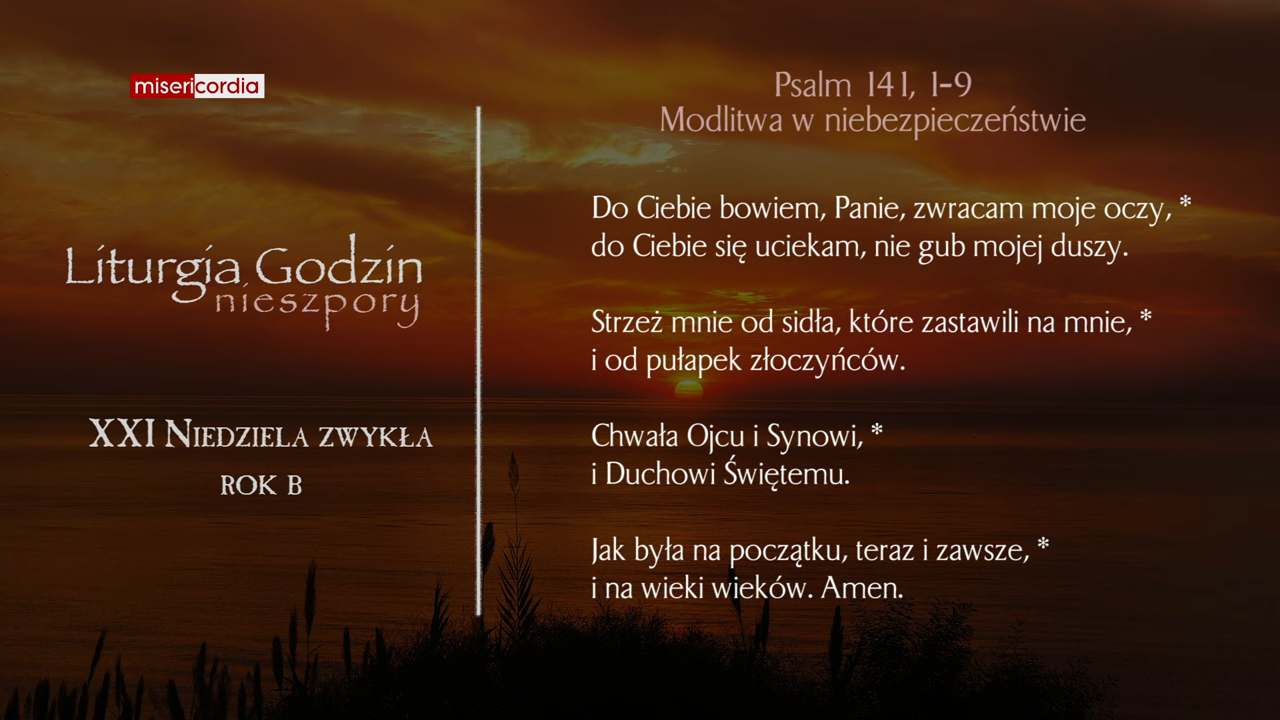 misericordia
Liturgia Godzin
nieszpory
XXI Niedziela zwykła
rok B
Psalm 141, 1-9
Modlitwa w niebezpieczeństwie
Do Ciebie bowiem, Panie, zwracam moje oczy, *
do Ciebie się uciekam, nie gub mojej duszy.
Strzeż mnie od sidła, które zastawili na mnie, *
i od pułapek złoczyńców.
Chwała Ojcu i Synowi, *
i Duchowi Świętemu.
Jak była na początku, teraz i zawsze, *
i na wieki wieków. Amen.